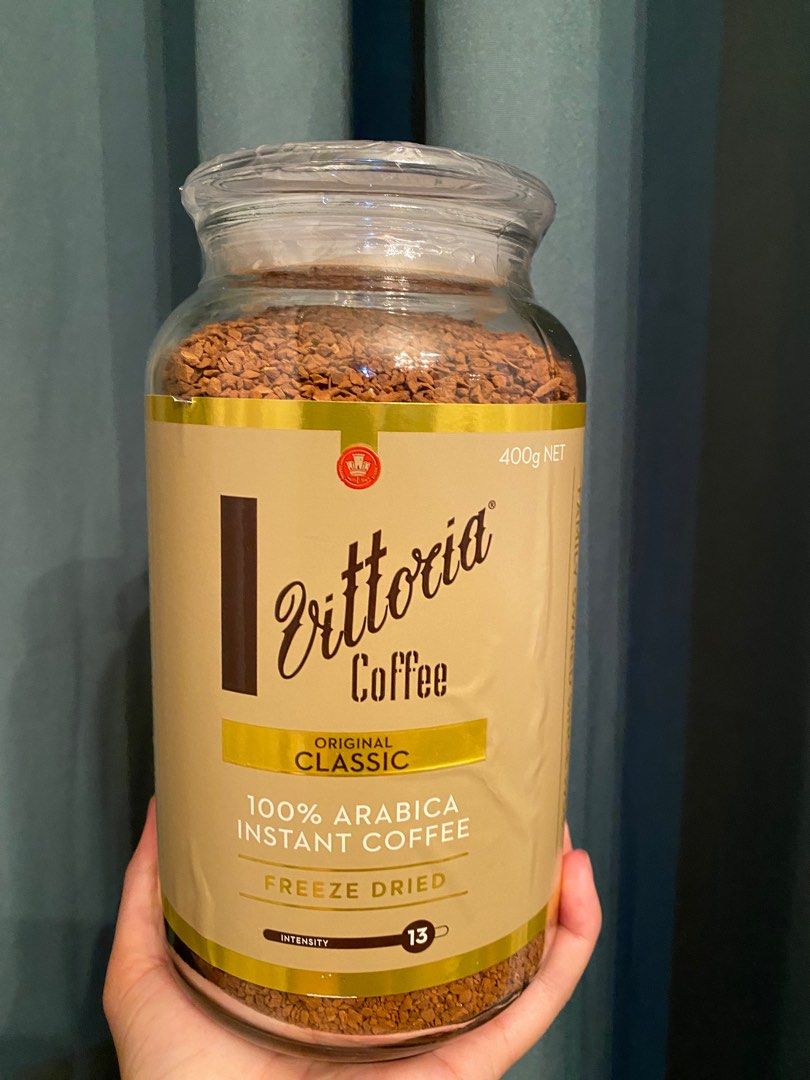 400g NET
Vittoria®
Coffee
ORIGINAL
CLASSIC
100% ARABICA
INSTANT COFFEE
FREEZE DRIED
INTENSITY 13